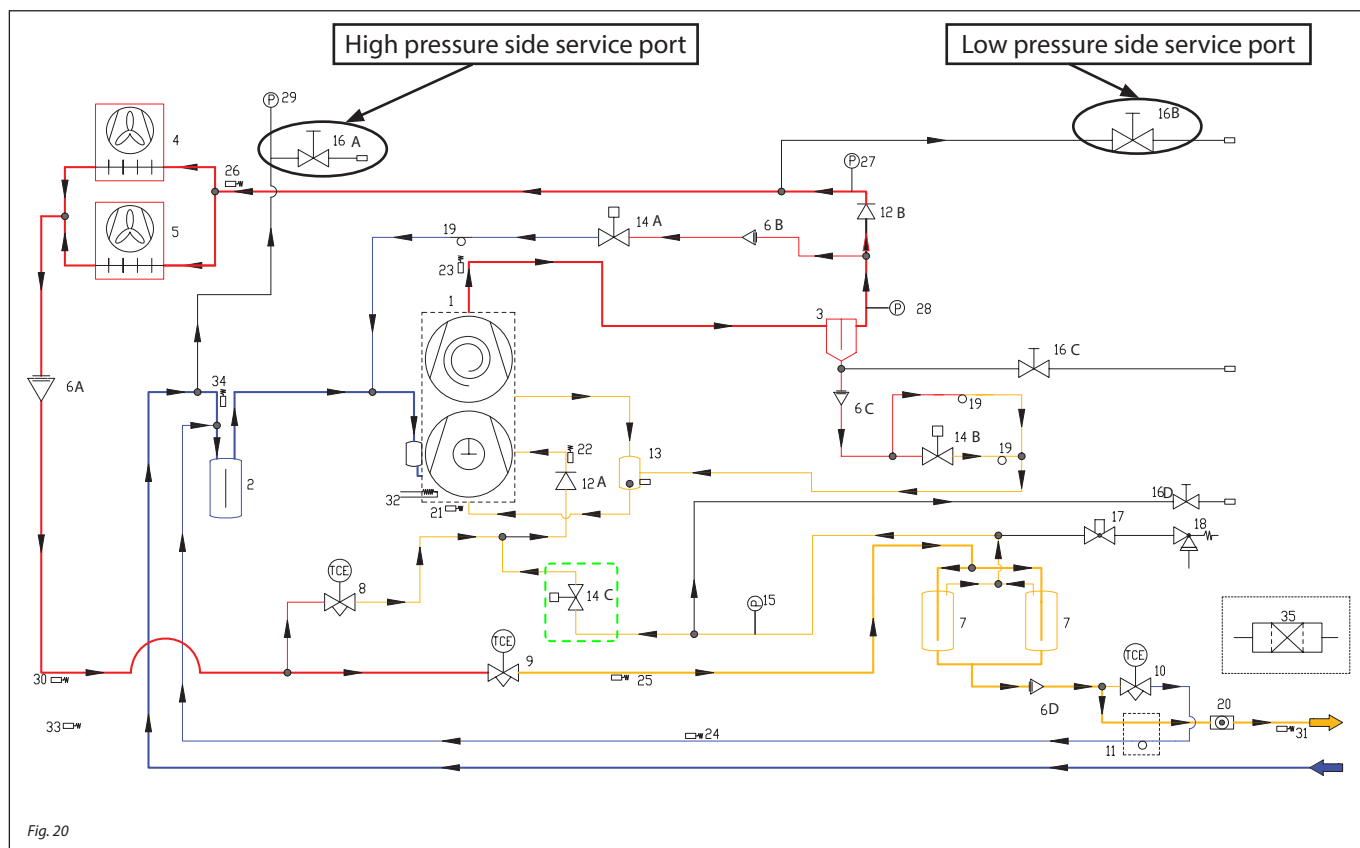 High pressure side service port
Low pressure side service port
P 29
16 A
16B
4
26
P 27
12 B
5
19
14 A
6 B
23
1
3
P 28
16 C
6A
34
6 C
19
14 B
19
22
13
2
12A
32
21
16D
17
18
TCE
8
14 C
P 15
7
7
35
TCE
9
TCE
10
30
25
6D
20
33
24
11
31
Fig. 20